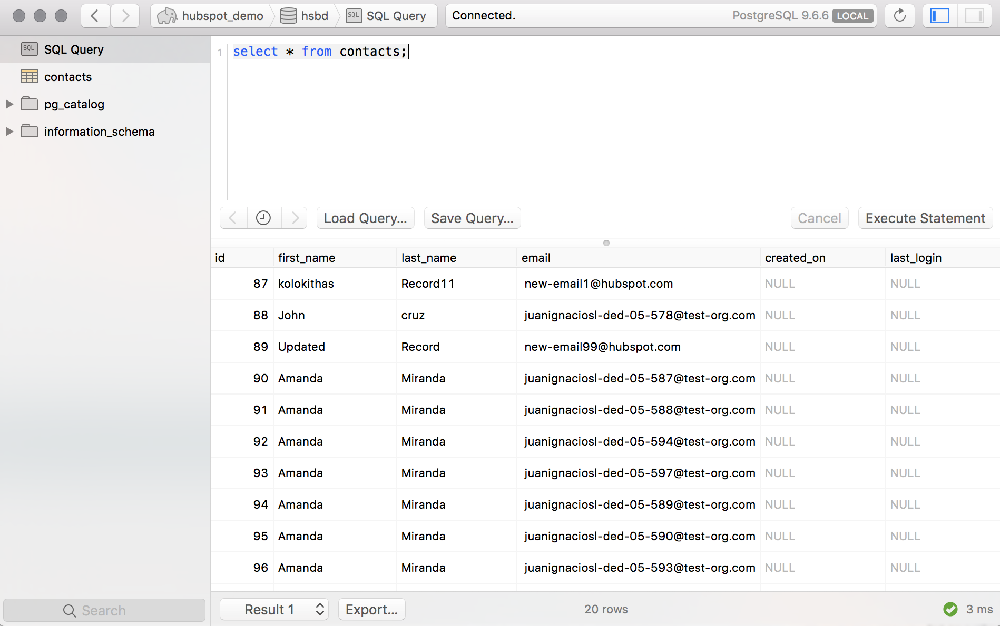 hubspot_demo hsbd SQL SQL Query Connected. PostgreSQL 9.6.6 LOCAL
SQL SQL Query
contacts
pg_catalog
information_schema
1 select * from contacts;
Load Query... Save Query... Cancel Execute Statement
id first_name last_name email created_on last_login
87 kolokithas Record11 new-email1@hubspot.com NULL NULL
88 John cruz juanignaciosl-ded-05-578@test-org.com NULL NULL
89 Updated Record new-email99@hubspot.com NULL NULL
90 Amanda Miranda juanignaciosl-ded-05-587@test-org.com NULL NULL
91 Amanda Miranda juanignaciosl-ded-05-588@test-org.com NULL NULL
92 Amanda Miranda juanignaciosl-ded-05-594@test-org.com NULL NULL
93 Amanda Miranda juanignaciosl-ded-05-597@test-org.com NULL NULL
94 Amanda Miranda juanignaciosl-ded-05-589@test-org.com NULL NULL
95 Amanda Miranda juanignaciosl-ded-05-590@test-org.com NULL NULL
96 Amanda Miranda juanignaciosl-ded-05-593@test-org.com NULL NULL
Search Result 1 Export... 20 rows 3 ms